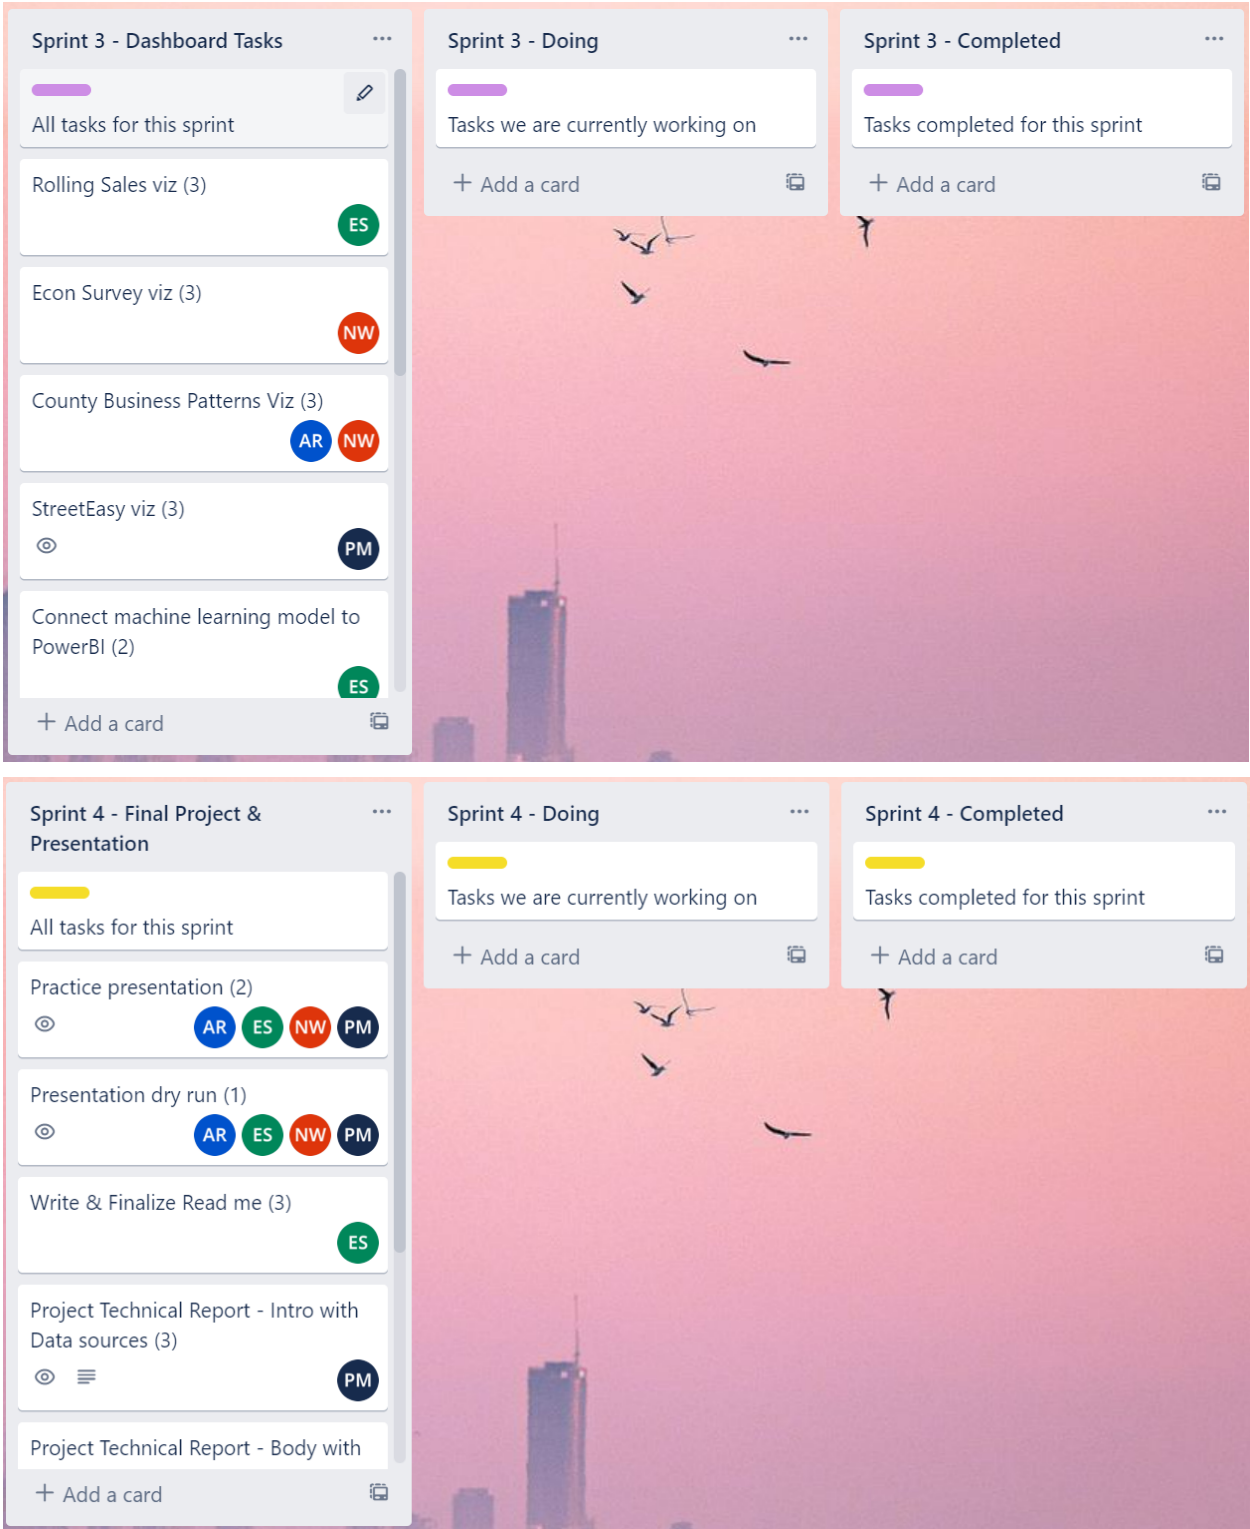 Sprint 3 - Dashboard Tasks
All tasks for this sprint
Rolling Sales viz (3)
ES
Econ Survey viz (3)
NW
County Business Patterns Viz (3)
AR NW
StreetEasy viz (3)
PM
Connect machine learning model to
PowerBI (2)
ES
+ Add a card
Sprint 3 - Doing
Tasks we are currently working on
+ Add a card
Sprint 3 - Completed
Tasks completed for this sprint
+ Add a card
Sprint 4 - Final Project &
Presentation
All tasks for this sprint
Practice presentation (2)
AR ES NW PM
Presentation dry run (1)
AR ES NW PM
Write & Finalize Read me (3)
ES
Project Technical Report - Intro with
Data sources (3)
PM
Project Technical Report - Body with
+ Add a card
Sprint 4 - Doing
Tasks we are currently working on
+ Add a card
Sprint 4 - Completed
Tasks completed for this sprint
+ Add a card